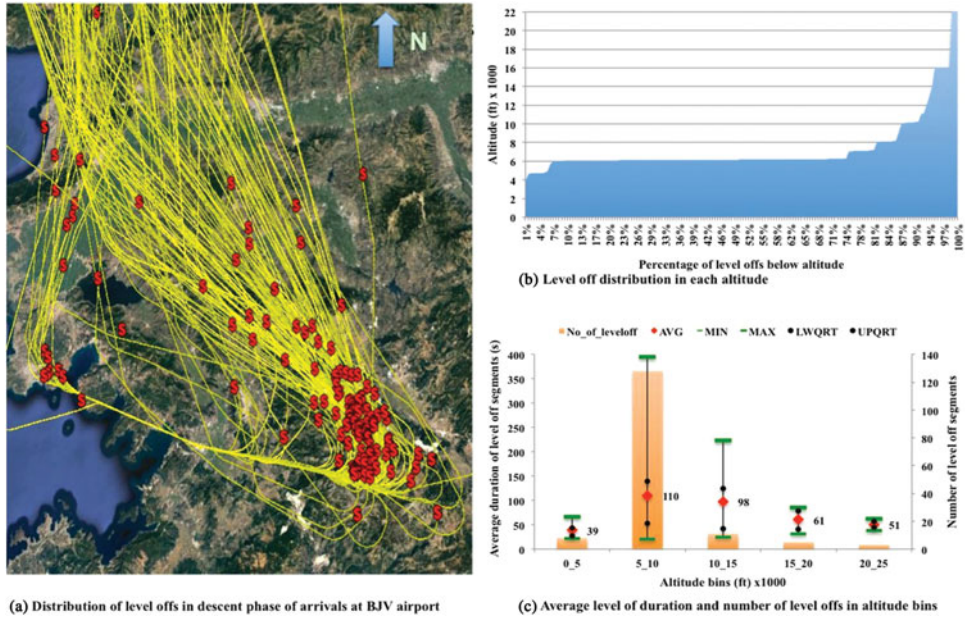 N
(a) Distribution of level offs in descent phase of arrivals at BJV airport
Altitude (ft) x 1000
22
20
18
16
14
12
10
8
6
4
2
0
1% 4% 7% 10% 13% 16% 20% 23% 26% 29% 33% 36% 39% 42% 46% 49% 52% 55% 59% 62% 65% 68% 71% 74% 78% 81% 84% 87% 90% 94% 97% 100%
Percentage of level offs below altitude
(b) Level off distribution in each altitude
No_of_leveloff AVG MIN MAX LWQRT UPQRT
Average duration of level off segments (s)
400
350
300
250
200
150
100
50
0
39
110
98
61
51
140
120
100
80
60
40
20
0
Number of level off segments
0_5 5_10 10_15 15_20 20_25
Altitude bins (ft) x1000
(c) Average level of duration and number of level offs in altitude bins